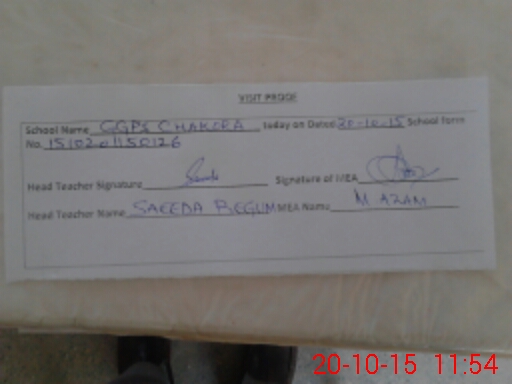 VISIT PROOF
School Name GGPS CHAKORA today on Dated 20-10-15 School form
No.
Head Teacher Signature Signature of MEA
Head Teacher Name SAEEDA BEGUM MEA Name M AZAM
20-10-15 11:54